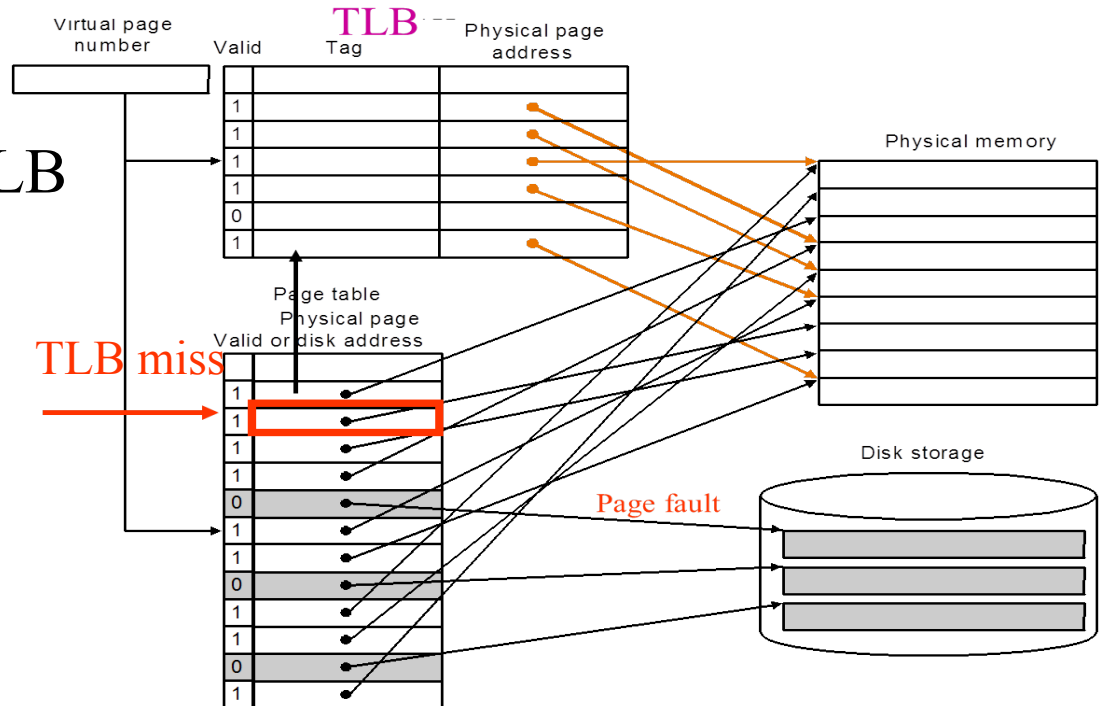 TLB
Virtual page
number
Valid
Tag
Physical page
address
1
1
1
1
0
1
LB
Physical memory
Page table
Physical page
Valid or disk address
TLB miss
1
1
1
1
0
1
1
0
1
1
0
1
Page fault
Disk storage